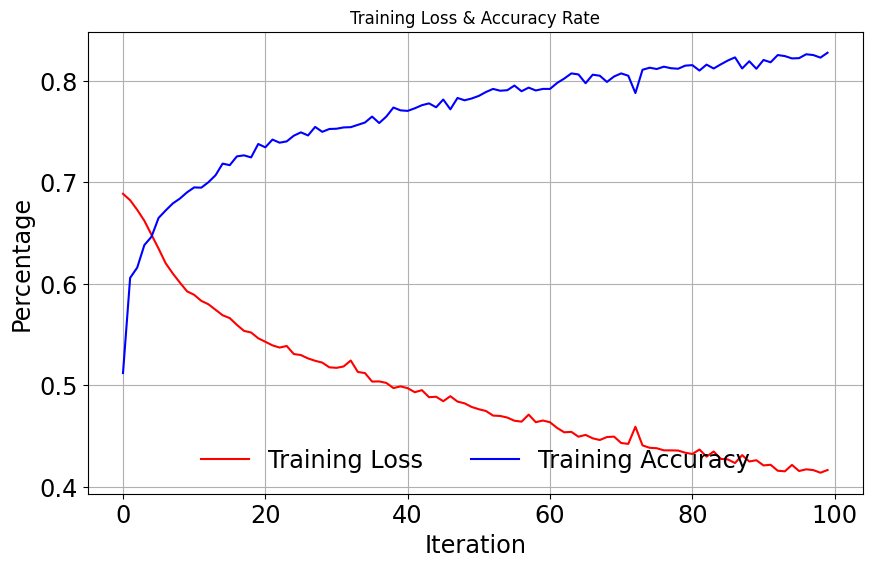 Training Loss & Accuracy Rate
0.8
0.7
0.6
0.5
0.4
Percentage
Training Loss
Training Accuracy
0 20 40 60 80 100
Iteration